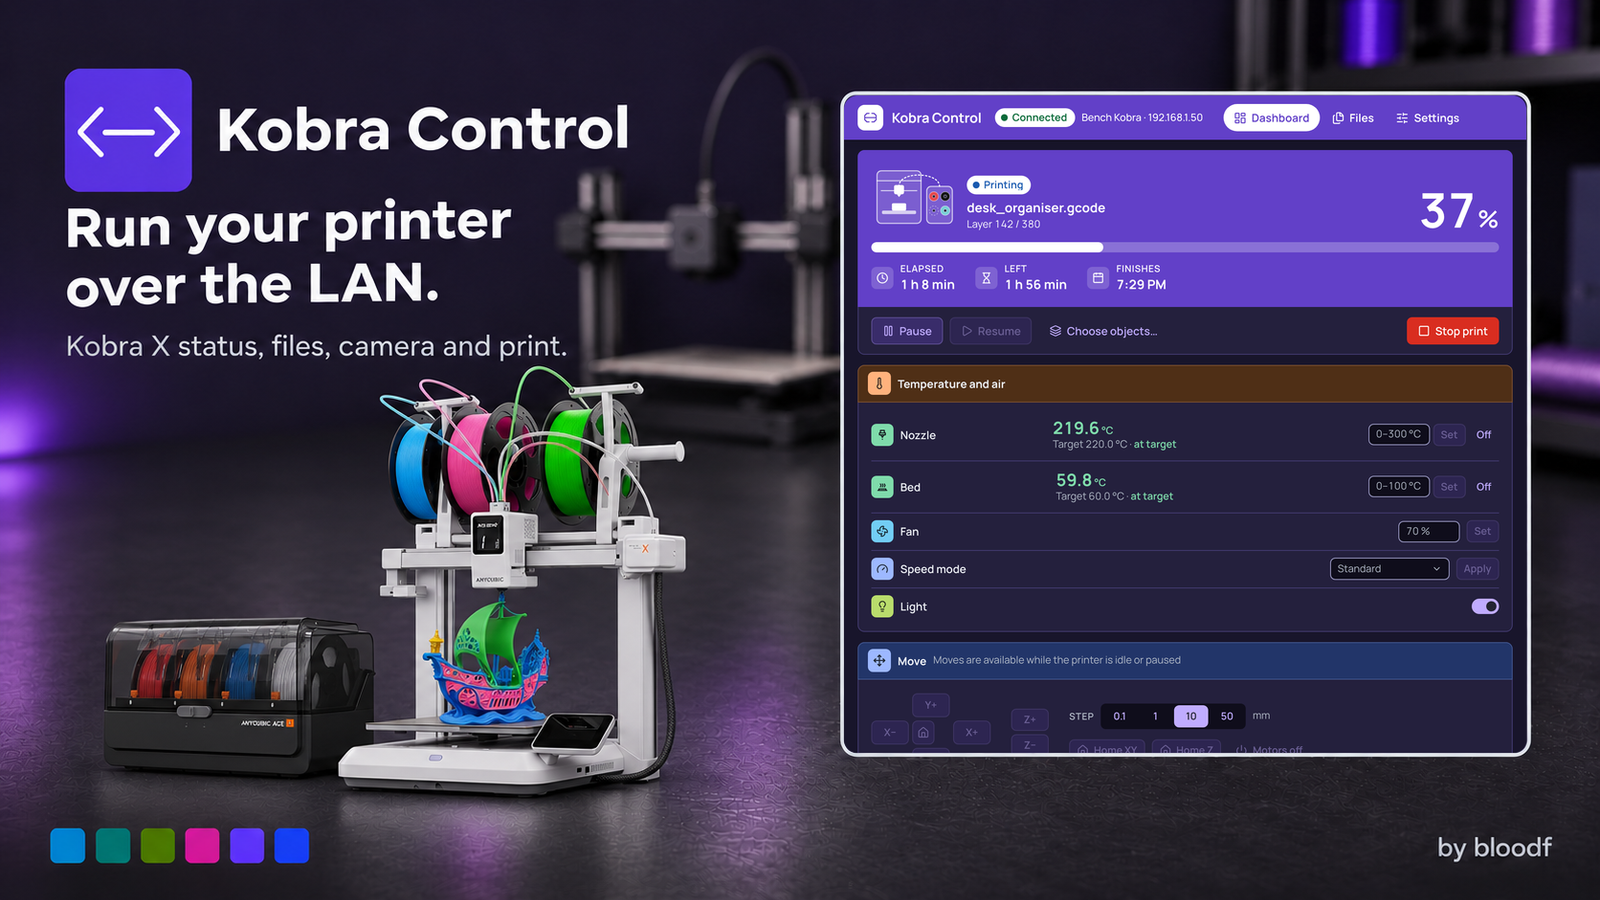 Kobra Control
Run your printer
over the LAN.
Kobra X status, files, camera and print.
ANYCUBIC
X
ANYCUBIC ACE
Kobra Control
Connected
Bench Kobra · 192.168.1.50
Dashboard
Files
Settings
Printing
desk_organiser.gcode
Layer 142 / 380
37%
ELAPSED
1 h 8 min
LEFT
1 h 56 min
FINISHES
7:29 PM
Pause
Resume
Choose objects...
Stop print
Temperature and air
Nozzle
219.6 °C
Target 220.0 °C · at target
0–300 °C
Set
Off
Bed
59.8 °C
Target 60.0 °C · at target
0–100 °C
Set
Off
Fan
70 %
Set
Speed mode
Standard
Apply
Light
Move
Moves are available while the printer is idle or paused
Y+
X−
X+
Z+
Z−
STEP
0.1
1
10
50
mm
Home XY
Home Z
Motors off
by bloodf